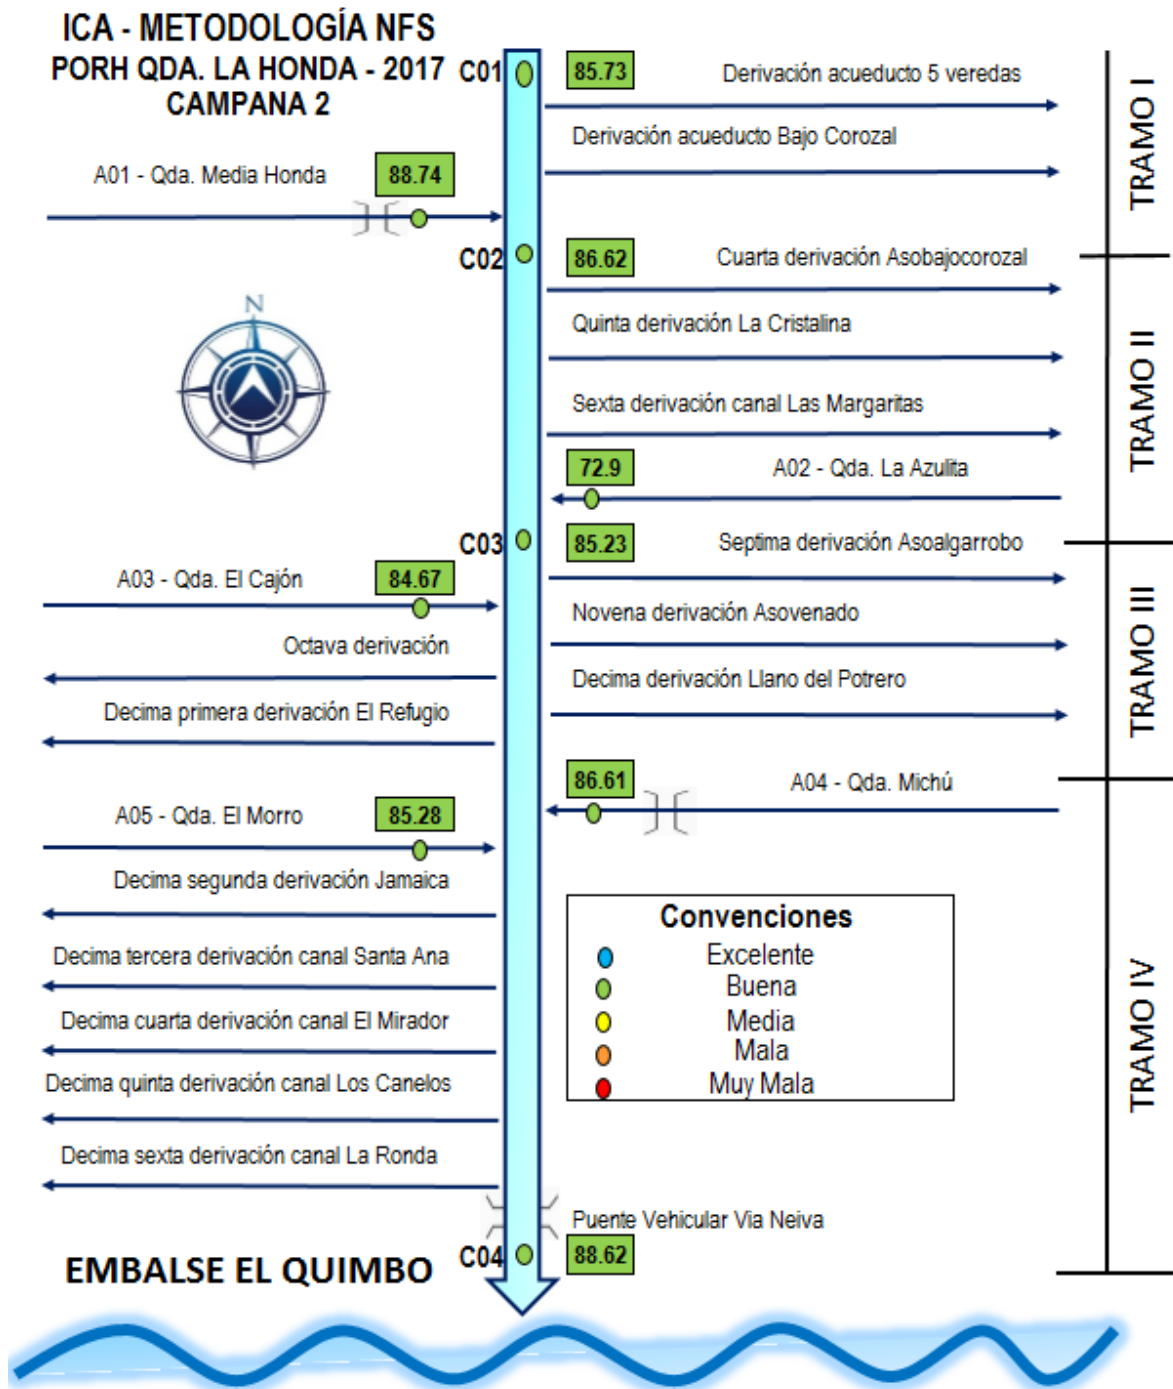 ICA - METODOLOGÍA NFS
PORH QDA. LA HONDA - 2017
CAMPANA 2
C01
85.73
Derivación acueducto 5 veredas
Derivación acueducto Bajo Corozal
TRAMO I
A01 - Qda. Media Honda
88.74
C02
86.62
Cuarta derivación Asobajocorozal
N
Quinta derivación La Cristalina
Sexta derivación canal Las Margaritas
TRAMO II
72.9
A02 - Qda. La Azulita
C03
85.23
Septima derivación Asoalgarrobo
A03 - Qda. El Cajón
84.67
Novena derivación Asovenado
Octava derivación
Decima derivación Llano del Potrero
TRAMO III
Decima primera derivación El Refugio
86.61
A04 - Qda. Michú
A05 - Qda. El Morro
85.28
Decima segunda derivación Jamaica
Convenciones
Excelente
Buena
Media
Mala
Muy Mala
Decima tercera derivación canal Santa Ana
Decima cuarta derivación canal El Mirador
Decima quinta derivación canal Los Canelos
Decima sexta derivación canal La Ronda
TRAMO IV
Puente Vehicular Via Neiva
C04
88.62
EMBALSE EL QUIMBO